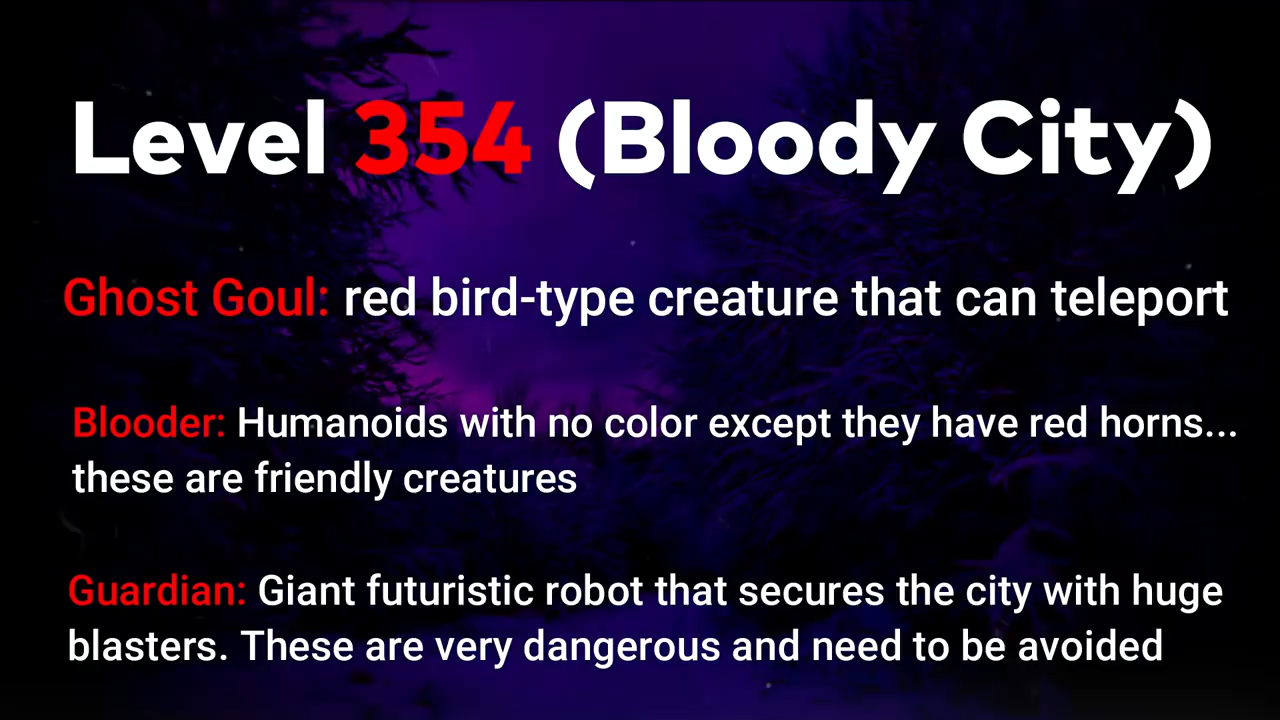 Level 354 (Bloody City)
Ghost Goul: red bird-type creature that can teleport
Blooder: Humanoids with no color except they have red horns...
these are friendly creatures
Guardian: Giant futuristic robot that secures the city with huge
blasters. These are very dangerous and need to be avoided